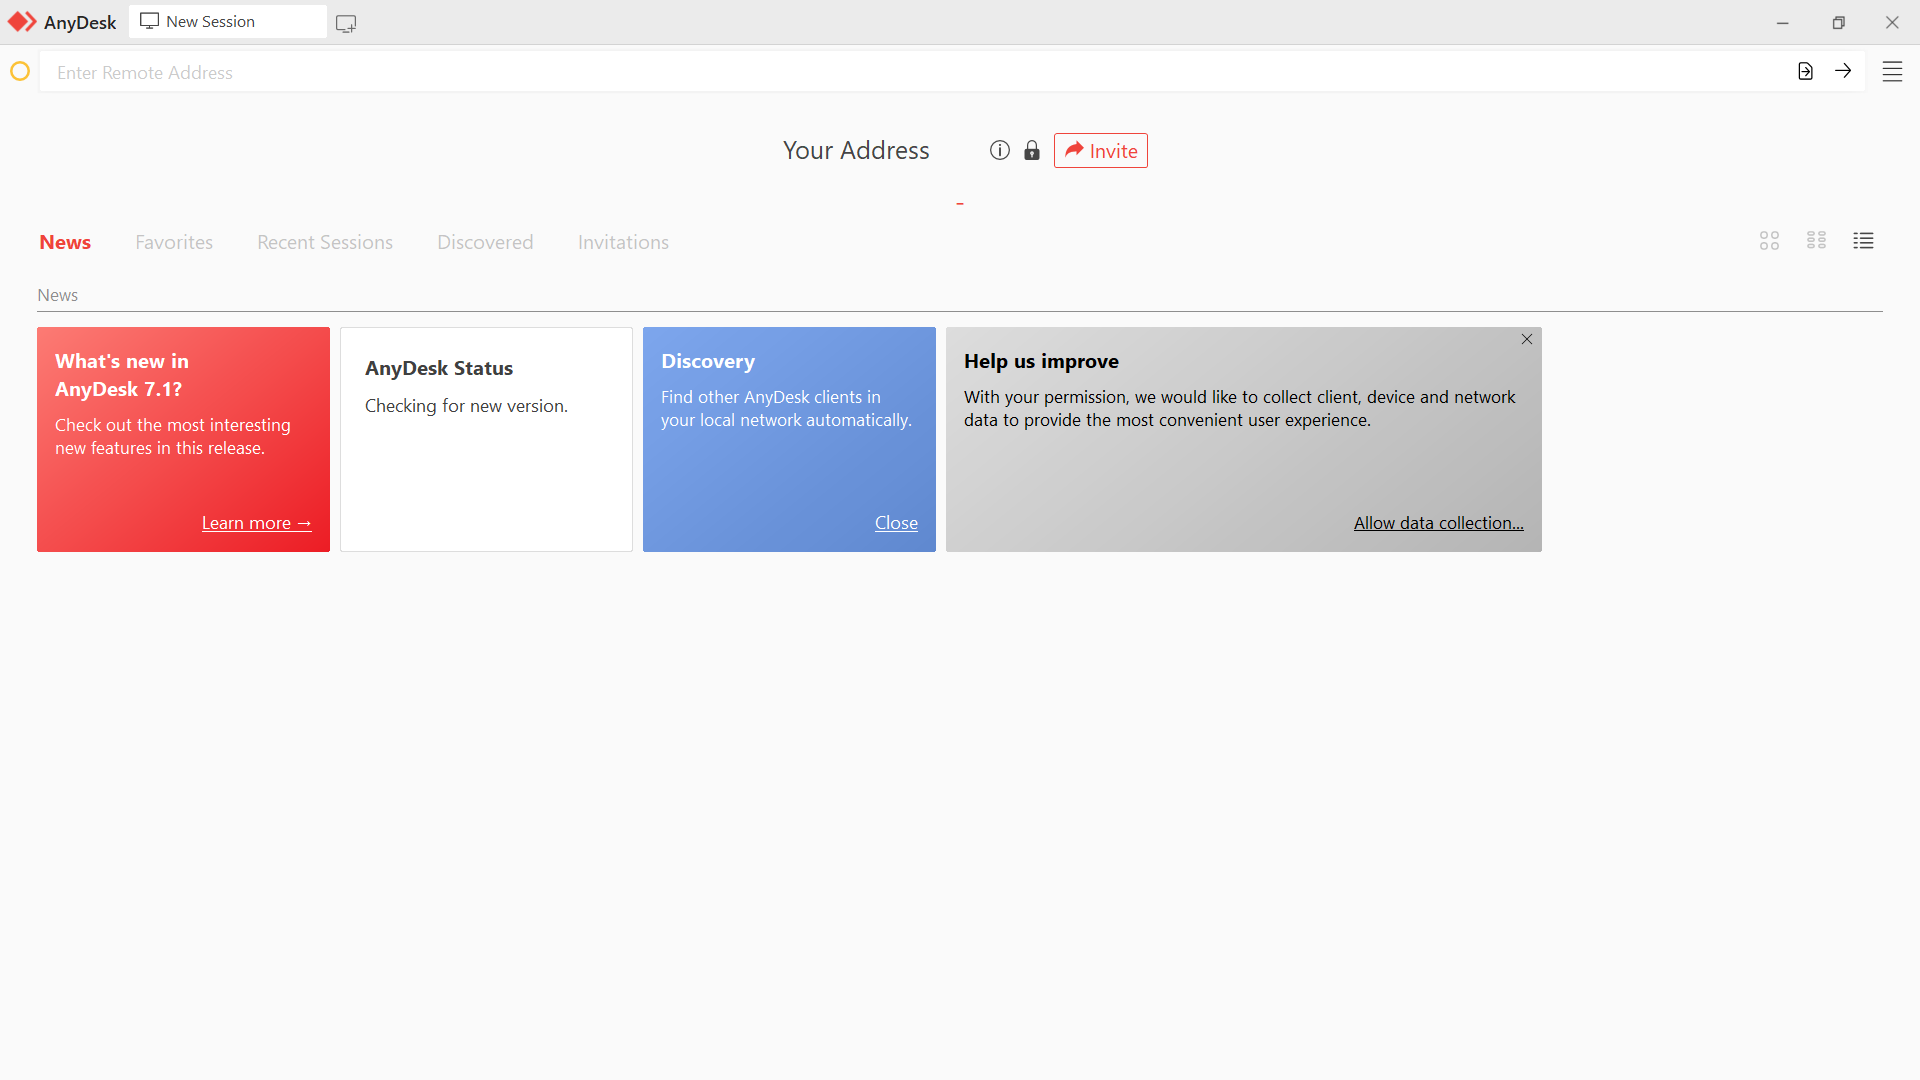 AnyDesk
New Session
Enter Remote Address
Your Address
Invite
News
Favorites
Recent Sessions
Discovered
Invitations
News
What's new in
AnyDesk 7.1?
Check out the most interesting
new features in this release.
Learn more →
AnyDesk Status
Checking for new version.
Discovery
Find other AnyDesk clients in
your local network automatically.
Close
Help us improve
With your permission, we would like to collect client, device and network
data to provide the most convenient user experience.
Allow data collection...